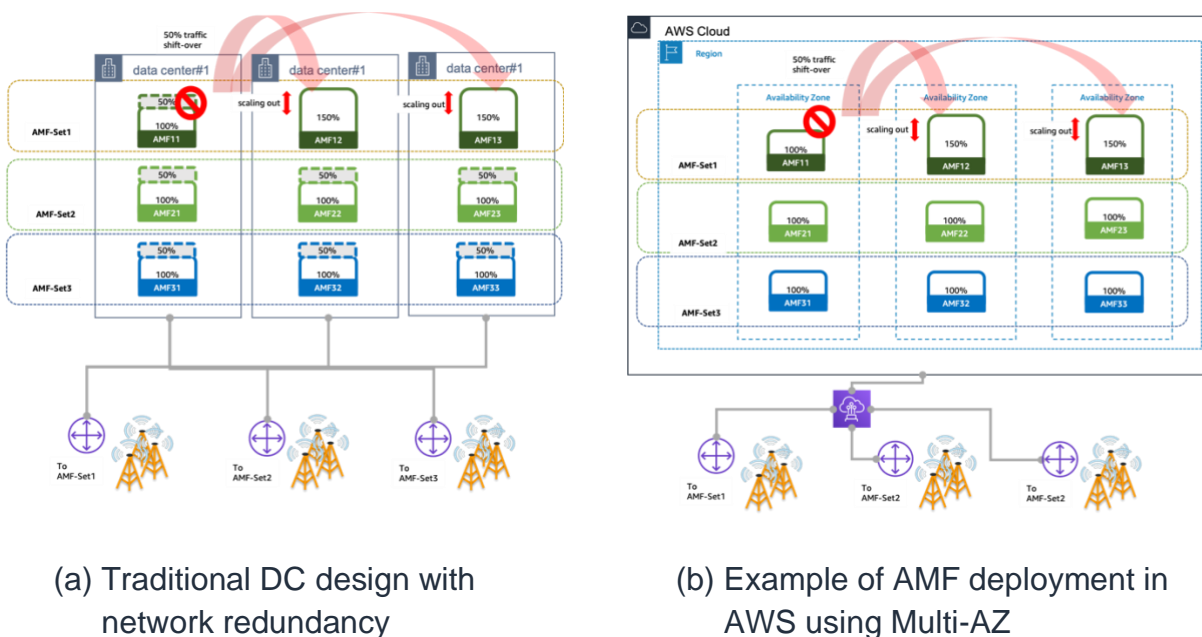 50% traffic
shift-over
data center#1
data center#1
data center#1
AMF-Set1
50%
100%
AMF11
scaling out
150%
AMF12
scaling out
150%
AMF13
AMF-Set2
50%
100%
AMF21
50%
100%
AMF22
50%
100%
AMF23
AMF-Set3
50%
100%
AMF31
50%
100%
AMF32
50%
100%
AMF33
To
AMF-Set1
To
AMF-Set2
To
AMF-Set3
(a) Traditional DC design with
network redundancy
AWS Cloud
Region
50% traffic
shift-over
Availability Zone
Availability Zone
Availability Zone
AMF-Set1
100%
AMF11
scaling out
150%
AMF12
scaling out
150%
AMF13
AMF-Set2
100%
AMF21
100%
AMF22
100%
AMF23
AMF-Set3
100%
AMF31
100%
AMF32
100%
AMF33
To
AMF-Set1
To
AMF-Set2
To
AMF-Set2
(b) Example of AMF deployment in
AWS using Multi-AZ